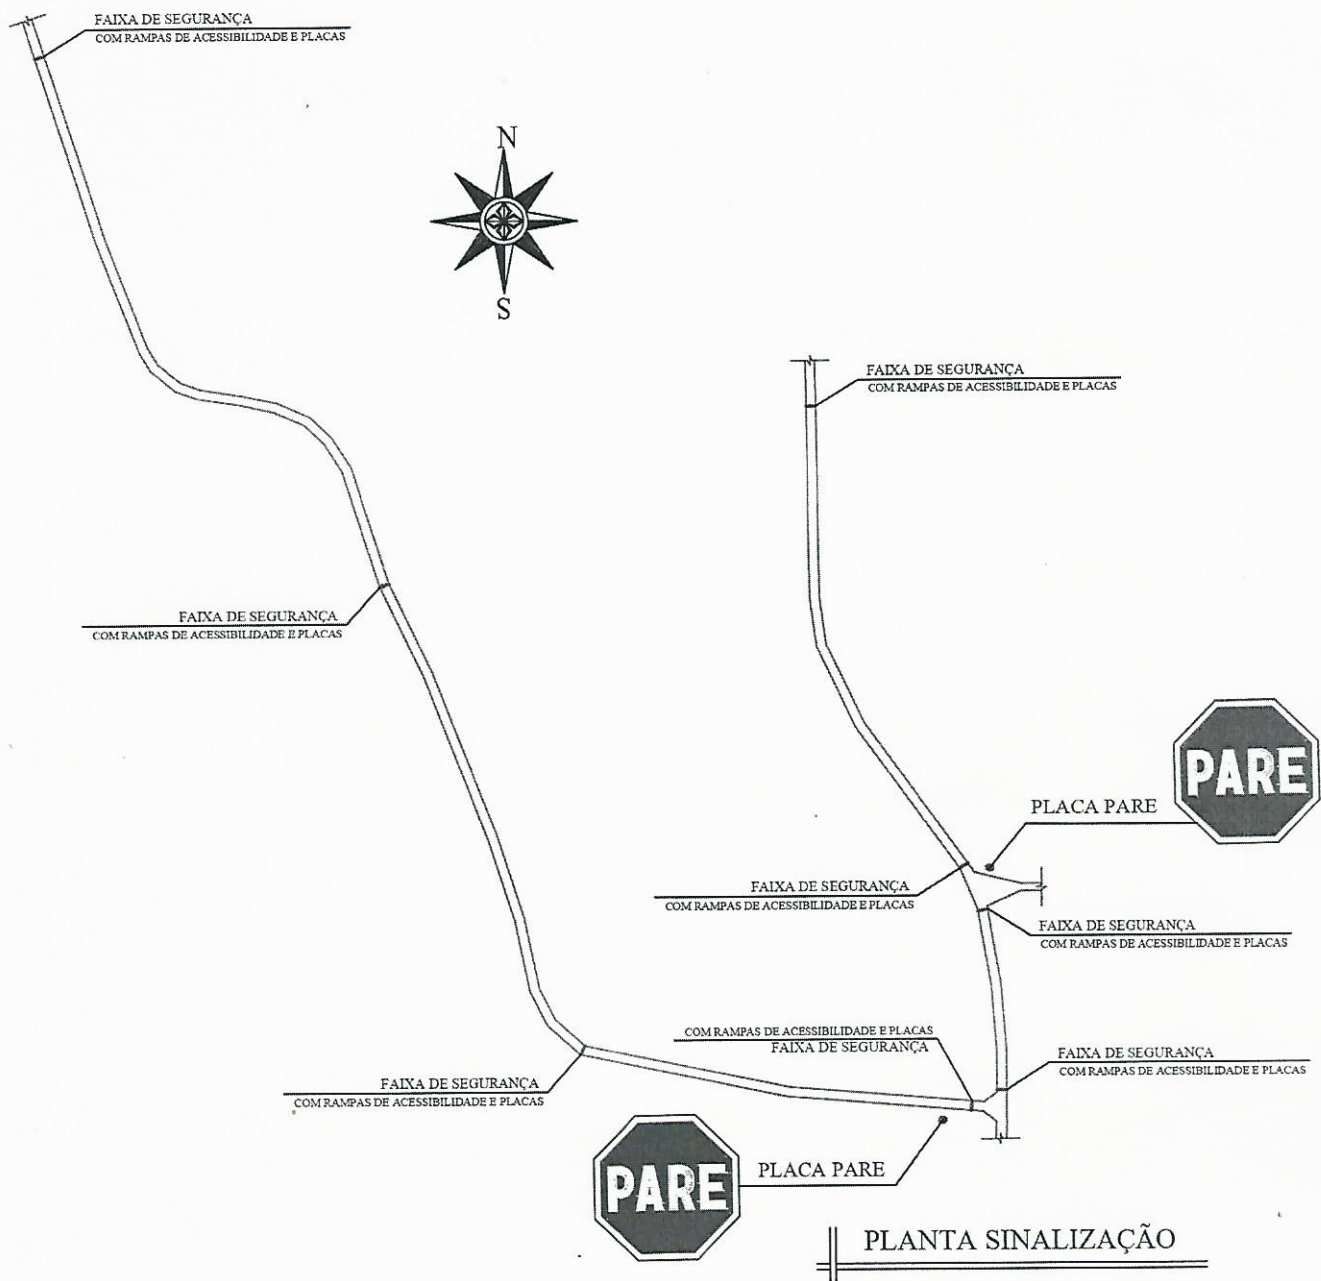 FAIXA DE SEGURANÇA
COM RAMPAS DE ACESSIBILIDADE E PLACAS
N
S
FAIXA DE SEGURANÇA
COM RAMPAS DE ACESSIBILIDADE E PLACAS
FAIXA DE SEGURANÇA
COM RAMPAS DE ACESSIBILIDADE E PLACAS
PARE
PLACA PARE
FAIXA DE SEGURANÇA
COM RAMPAS DE ACESSIBILIDADE E PLACAS
FAIXA DE SEGURANÇA
COM RAMPAS DE ACESSIBILIDADE E PLACAS
COM RAMPAS DE ACESSIBILIDADE E PLACAS
FAIXA DE SEGURANÇA
FAIXA DE SEGURANÇA
COM RAMPAS DE ACESSIBILIDADE E PLACAS
FAIXA DE SEGURANÇA
COM RAMPAS DE ACESSIBILIDADE E PLACAS
PARE
PLACA PARE
PLANTA SINALIZAÇÃO